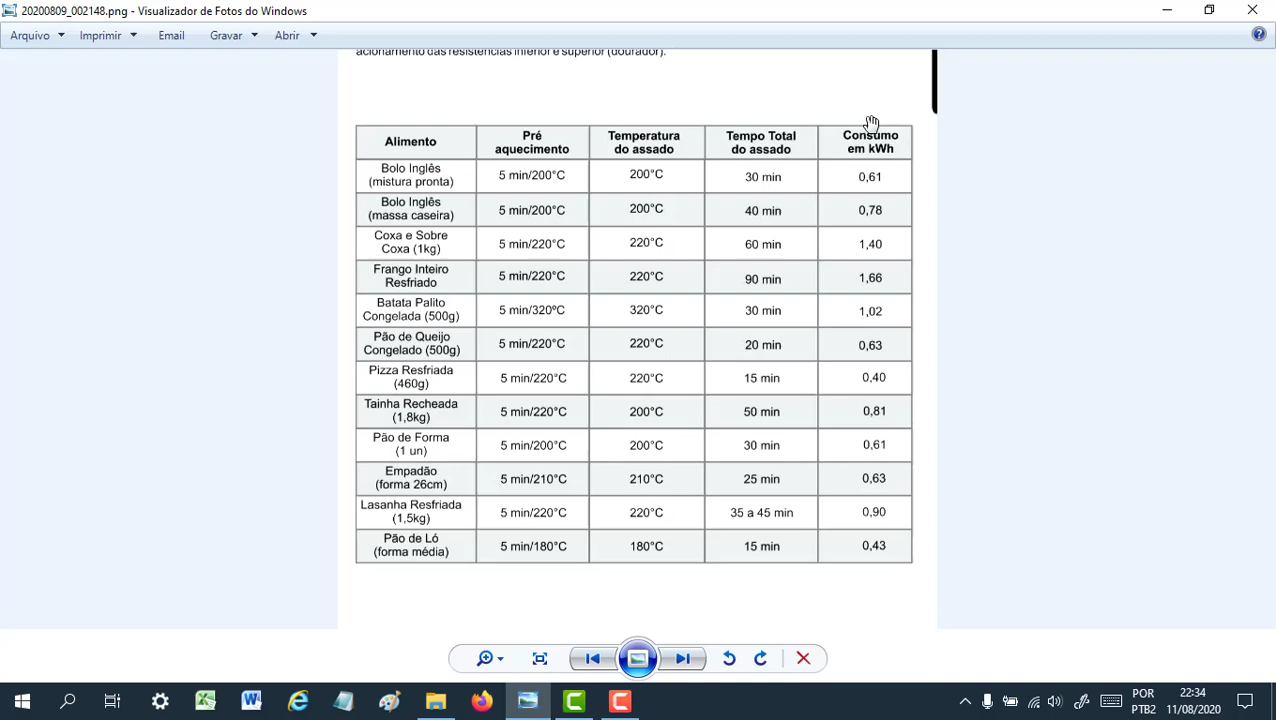 20200809_002148.png - Visualizador de Fotos do Windows
Arquivo Imprimir Email Gravar Abrir
acionamento das resistências inferior e superior (dourador).
Alimento Pré aquecimento Temperatura do assado Tempo Total do assado Consumo em kWh
Bolo Inglês (mistura pronta) 5 min/200°C 200°C 30 min 0,61
Bolo Inglês (massa caseira) 5 min/200°C 200°C 40 min 0,78
Coxa e Sobre Coxa (1kg) 5 min/220°C 220°C 60 min 1,40
Frango Inteiro Resfriado 5 min/220°C 220°C 90 min 1,66
Batata Palito Congelada (500g) 5 min/320ºC 320°C 30 min 1,02
Pão de Queijo Congelado (500g) 5 min/220°C 220°C 20 min 0,63
Pizza Resfriada (460g) 5 min/220°C 220°C 15 min 0,40
Tainha Recheada (1,8kg) 5 min/220°C 200°C 50 min 0,81
Pão de Forma (1 un) 5 min/200°C 200°C 30 min 0,61
Empadão (forma 26cm) 5 min/210°C 210°C 25 min 0,63
Lasanha Resfriada (1,5kg) 5 min/220°C 220°C 35 a 45 min 0,90
Pão de Ló (forma média) 5 min/180°C 180°C 15 min 0,43
POR 22:34
PTB2 11/08/2020